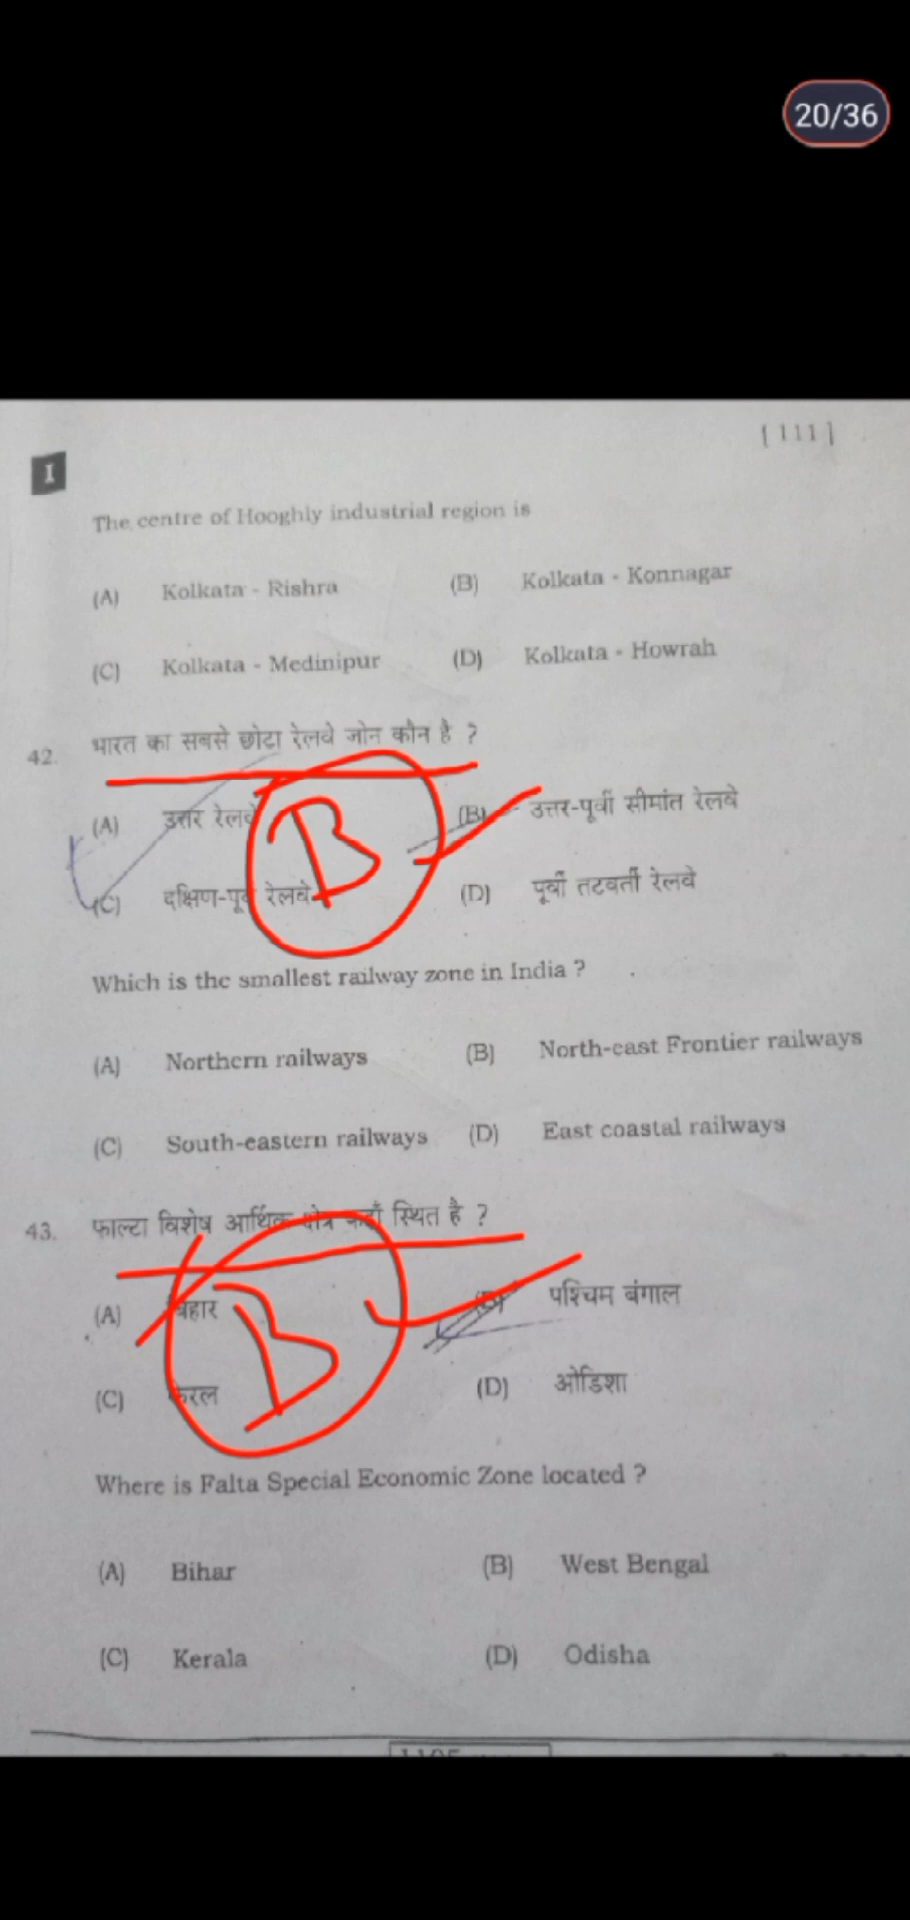 20/36
[ 111 ]
I
The centre of Hooghly industrial region is
(A) Kolkata - Rishra (B) Kolkata - Konnagar
(C) Kolkata - Medinipur (D) Kolkata - Howrah
42. भारत का सबसे छोटा रेलवे जोन कौन है ?
(A) उत्तर रेलवे (B) उत्तर-पूर्वी सीमांत रेलवे
B
(C) दक्षिण-पूर्व रेलवे (D) पूर्वी तटवर्ती रेलवे
Which is the smallest railway zone in India ?
(A) Northern railways (B) North-east Frontier railways
(C) South-eastern railways (D) East coastal railways
43. फाल्टा विशेष आर्थिक क्षेत्र कहाँ स्थित है ?
(A) बिहार (B) पश्चिम बंगाल
B
(C) केरल (D) ओडिशा
Where is Falta Special Economic Zone located ?
(A) Bihar (B) West Bengal
(C) Kerala (D) Odisha